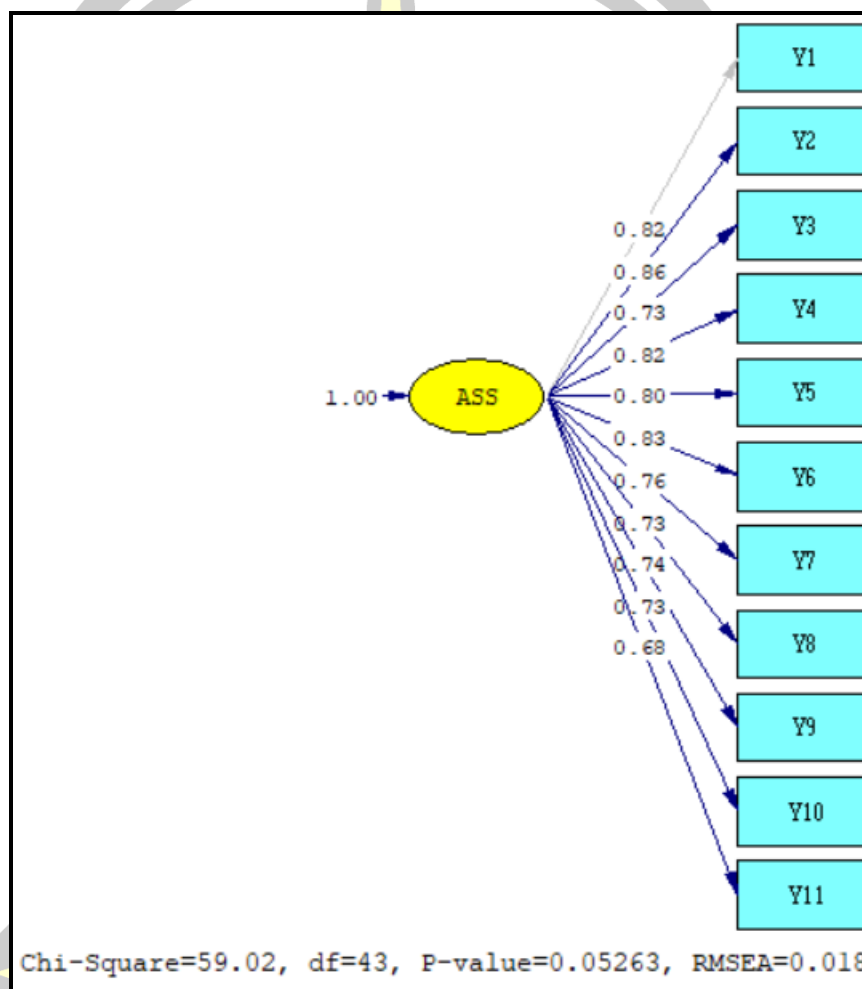 Y1
Y2
Y3
Y4
Y5
Y6
Y7
Y8
Y9
Y10
Y11
0.82
0.86
0.73
0.82
0.80
0.83
0.76
0.73
0.74
0.73
0.68
1.00
ASS
Chi-Square=59.02, df=43, P-value=0.05263, RMSEA=0.018